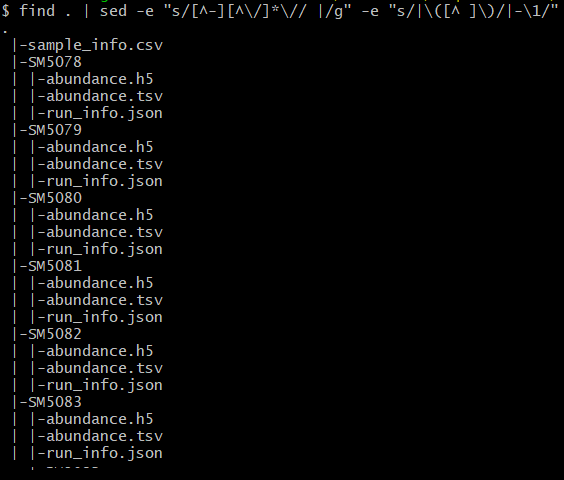 $ find . | sed -e "s/[^-][^\/]*\// |/g" -e "s/|\([^ ]\)/|-\1/"
.
 |-sample_info.csv
 |-SM5078
 | |-abundance.h5
 | |-abundance.tsv
 | |-run_info.json
 |-SM5079
 | |-abundance.h5
 | |-abundance.tsv
 | |-run_info.json
 |-SM5080
 | |-abundance.h5
 | |-abundance.tsv
 | |-run_info.json
 |-SM5081
 | |-abundance.h5
 | |-abundance.tsv
 | |-run_info.json
 |-SM5082
 | |-abundance.h5
 | |-abundance.tsv
 | |-run_info.json
 |-SM5083
 | |-abundance.h5
 | |-abundance.tsv
 | |-run_info.json